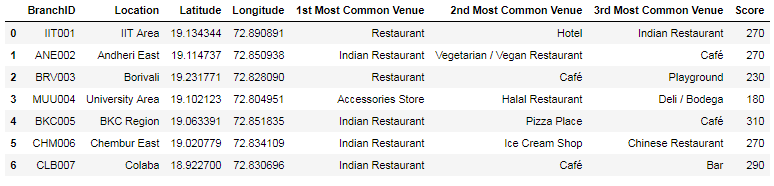 BranchID Location Latitude Longitude 1st Most Common Venue 2nd Most Common Venue 3rd Most Common Venue Score
0 IIT001 IIT Area 19.134344 72.890891 Restaurant Hotel Indian Restaurant 270
1 ANE002 Andheri East 19.114737 72.850938 Indian Restaurant Vegetarian / Vegan Restaurant Café 270
2 BRV003 Borivali 19.231771 72.828090 Restaurant Café Playground 230
3 MUU004 University Area 19.102123 72.804951 Accessories Store Halal Restaurant Deli / Bodega 180
4 BKC005 BKC Region 19.063391 72.851835 Indian Restaurant Pizza Place Café 310
5 CHM006 Chembur East 19.020779 72.834109 Indian Restaurant Ice Cream Shop Chinese Restaurant 270
6 CLB007 Colaba 18.922700 72.830696 Indian Restaurant Café Bar 290